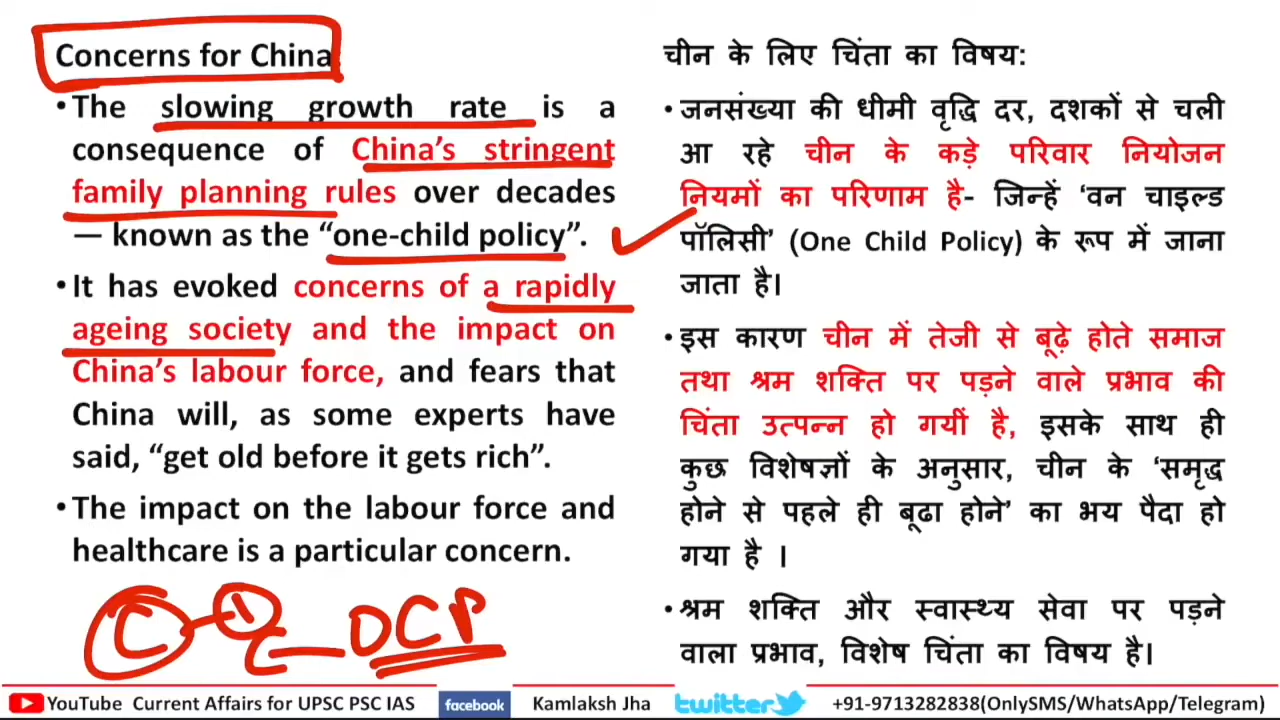 Concerns for China
•The slowing growth rate is a
consequence of China's stringent
family planning rules over decades
— known as the "one-child policy".
•It has evoked concerns of a rapidly
ageing society and the impact on
China's labour force, and fears that
China will, as some experts have
said, "get old before it gets rich".
•The impact on the labour force and
healthcare is a particular concern.
C 1 C OCP
चीन के लिए चिंता का विषय:
•जनसंख्या की धीमी वृद्धि दर, दशकों से चली
आ रहे चीन के कड़े परिवार नियोजन
नियमों का परिणाम है- जिन्हें 'वन चाइल्ड
पॉलिसी' (One Child Policy) के रूप में जाना
जाता है।
•इस कारण चीन में तेजी से बूढ़े होते समाज
तथा श्रम शक्ति पर पड़ने वाले प्रभाव की
चिंता उत्पन्न हो गयीं है, इसके साथ ही
कुछ विशेषज्ञों के अनुसार, चीन के 'समृद्ध
होने से पहले ही बूढा होने' का भय पैदा हो
गया है ।
•श्रम शक्ति और स्वास्थ्य सेवा पर पड़ने
वाला प्रभाव, विशेष चिंता का विषय है।
YouTube Current Affairs for UPSC PSC IAS facebook Kamlaksh Jha twitter +91-9713282838(OnlySMS/WhatsApp/Telegram)